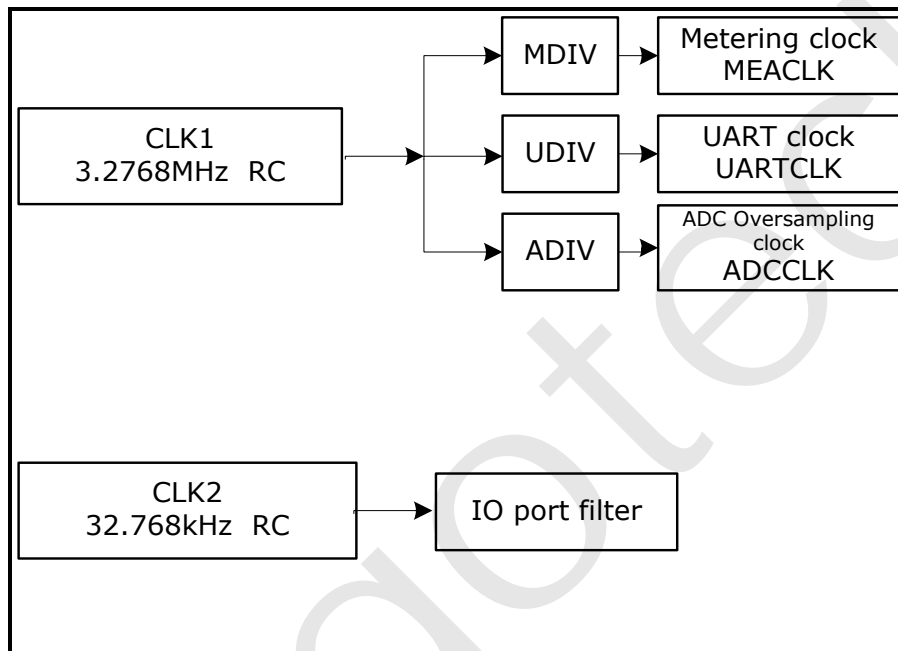 MDIV
Metering clock
MEACLK
CLK1
3.2768MHz RC
UDIV
UART clock
UARTCLK
ADIV
ADC Oversampling
clock
ADCCLK
CLK2
32.768kHz RC
IO port filter